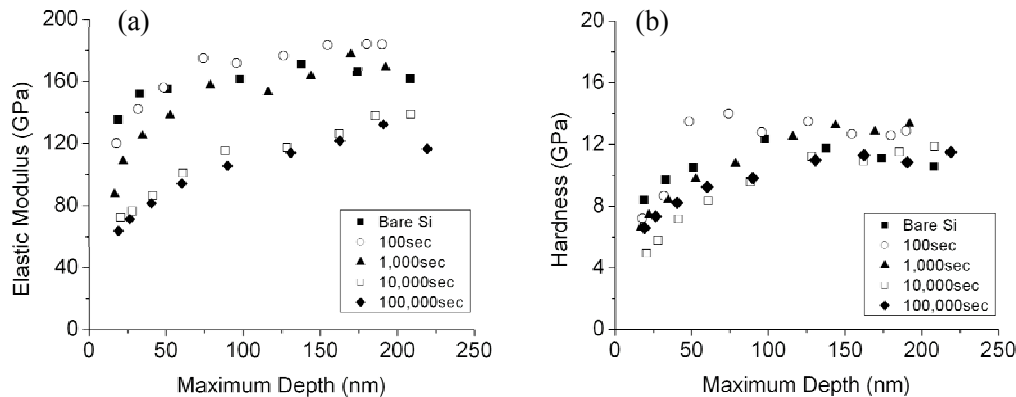 (a)
200
160
120
80
40
0
Elastic Modulus (GPa)
0 50 100 150 200 250
Maximum Depth (nm)
Bare Si
100sec
1,000sec
10,000sec
100,000sec
(b)
20
16
12
8
4
0
Hardness (GPa)
0 50 100 150 200 250
Maximum Depth (nm)
Bare Si
100sec
1,000sec
10,000sec
100,000sec